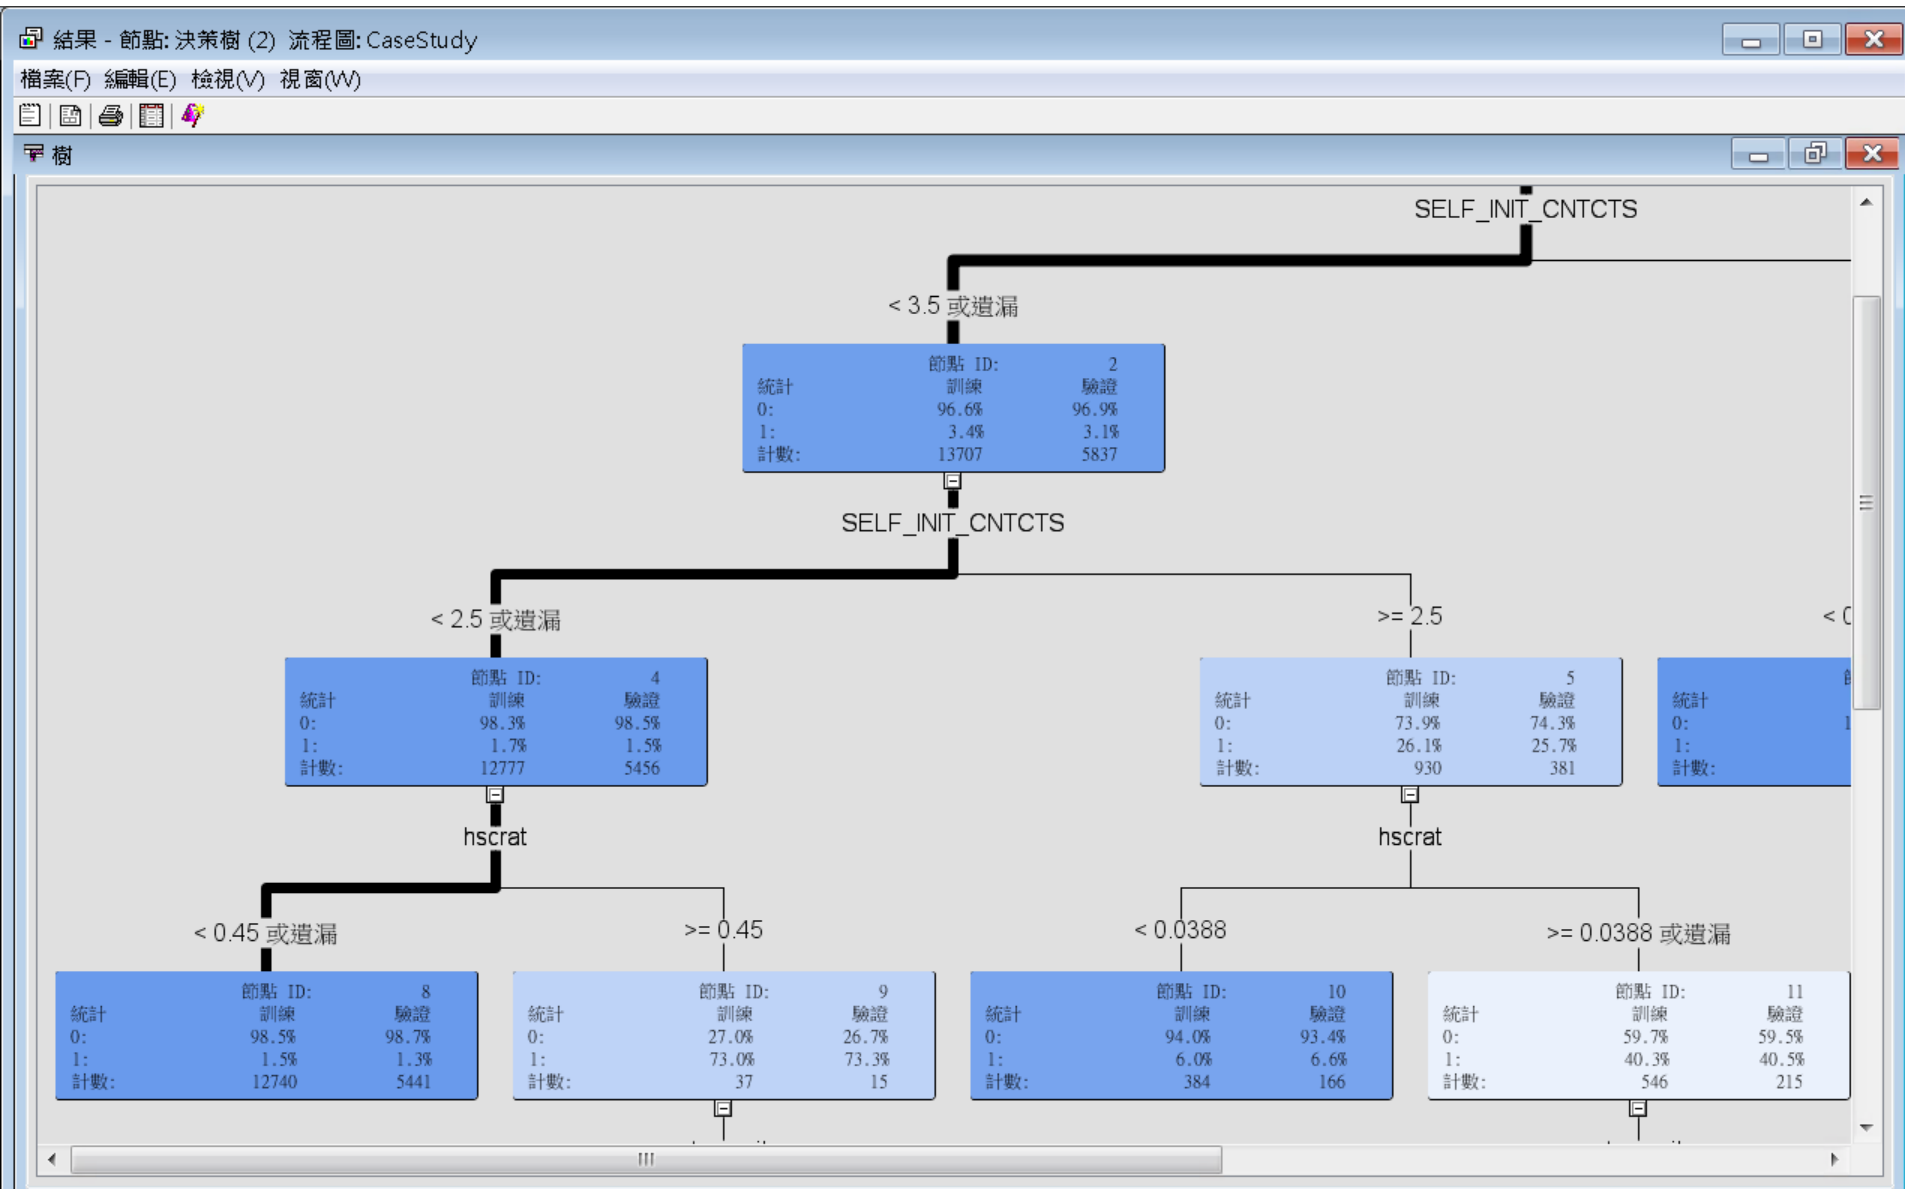 結果 - 節點: 決策樹 (2) 流程圖: CaseStudy
檔案(F) 編輯(E) 檢視(V) 視窗(W)
樹
SELF_INIT_CNTCTS
< 3.5 或遺漏
節點 ID: 2
統計 訓練 驗證
0: 96.6% 96.9%
1: 3.4% 3.1%
計數: 13707 5837
SELF_INIT_CNTCTS
< 2.5 或遺漏
>= 2.5
< 0
節點 ID: 4
統計 訓練 驗證
0: 98.3% 98.5%
1: 1.7% 1.5%
計數: 12777 5456
節點 ID: 5
統計 訓練 驗證
0: 73.9% 74.3%
1: 26.1% 25.7%
計數: 930 381
統計
0: 1
1:
計數:
hscrat
hscrat
< 0.45 或遺漏
>= 0.45
< 0.0388
>= 0.0388 或遺漏
節點 ID: 8
統計 訓練 驗證
0: 98.5% 98.7%
1: 1.5% 1.3%
計數: 12740 5441
節點 ID: 9
統計 訓練 驗證
0: 27.0% 26.7%
1: 73.0% 73.3%
計數: 37 15
節點 ID: 10
統計 訓練 驗證
0: 94.0% 93.4%
1: 6.0% 6.6%
計數: 384 166
節點 ID: 11
統計 訓練 驗證
0: 59.7% 59.5%
1: 40.3% 40.5%
計數: 546 215